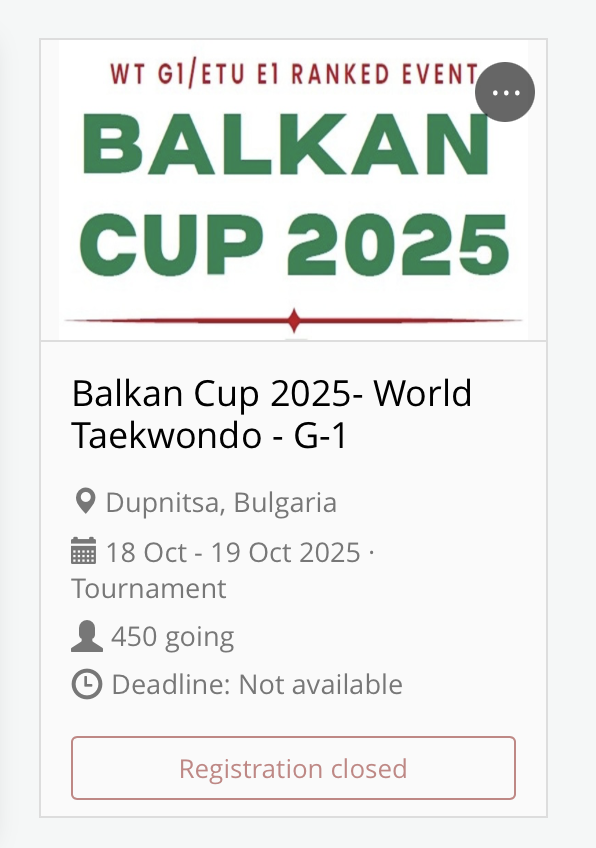 WT G1/ETU E1 RANKED EVENT
BALKAN
CUP 2025
Balkan Cup 2025- World
Taekwondo - G-1
Dupnitsa, Bulgaria
18 Oct - 19 Oct 2025 ·
Tournament
450 going
Deadline: Not available
Registration closed